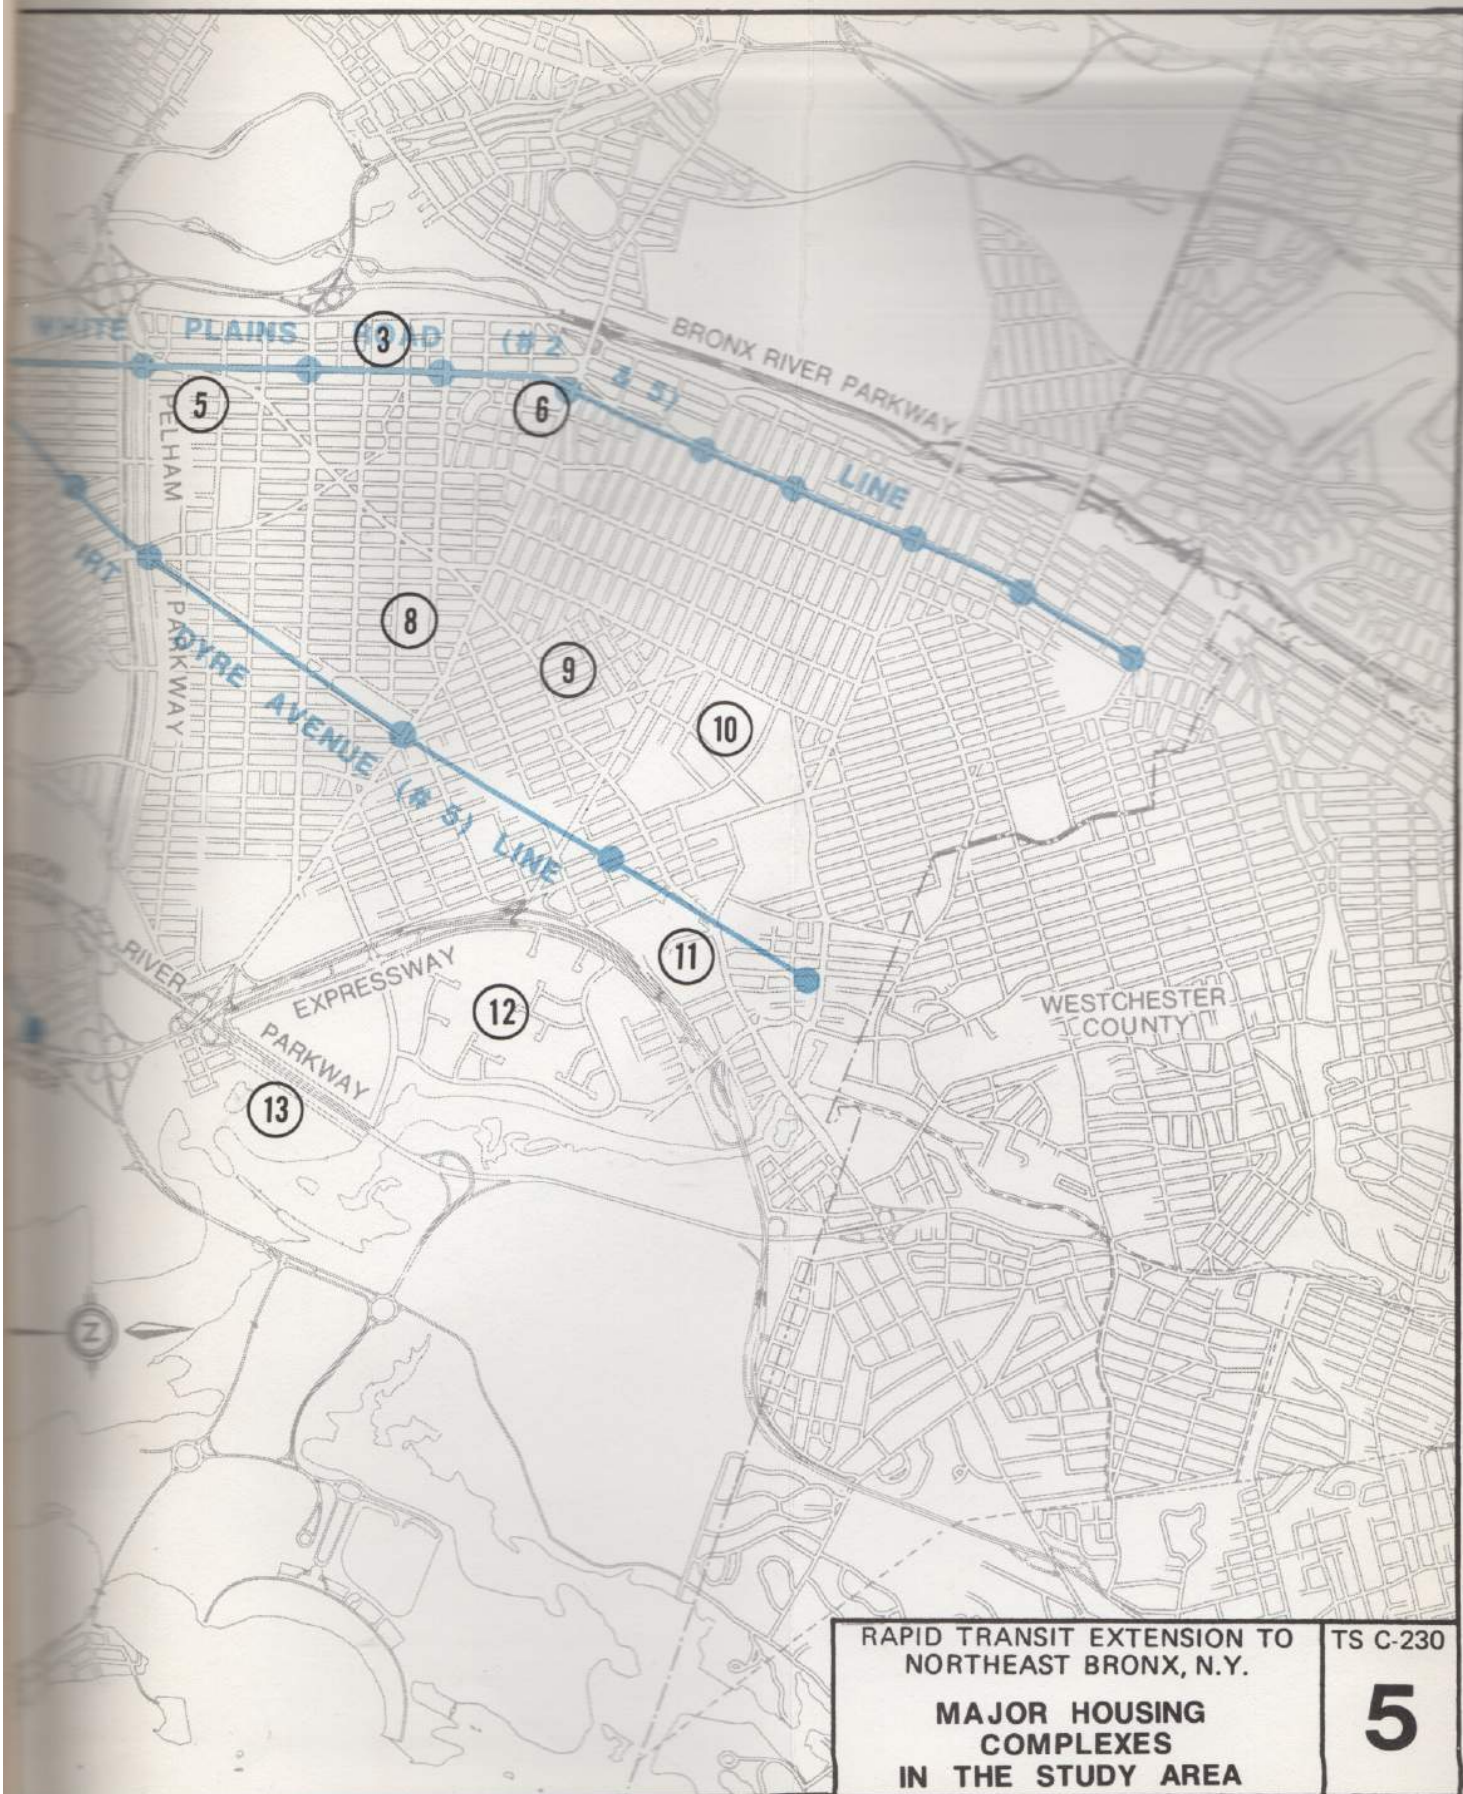 WHITE PLAINS ROAD (# 2 & 5) LINE
3
5
6
BRONX RIVER PARKWAY
PELHAM PARKWAY
IRT
DYRE AVENUE (# 5) LINE
8
9
10
11
12
13
RIVER
PARKWAY
EXPRESSWAY
WESTCHESTER
COUNTY
Z
RAPID TRANSIT EXTENSION TO
NORTHEAST BRONX, N.Y.
MAJOR HOUSING
COMPLEXES
IN THE STUDY AREA
TS C-230
5